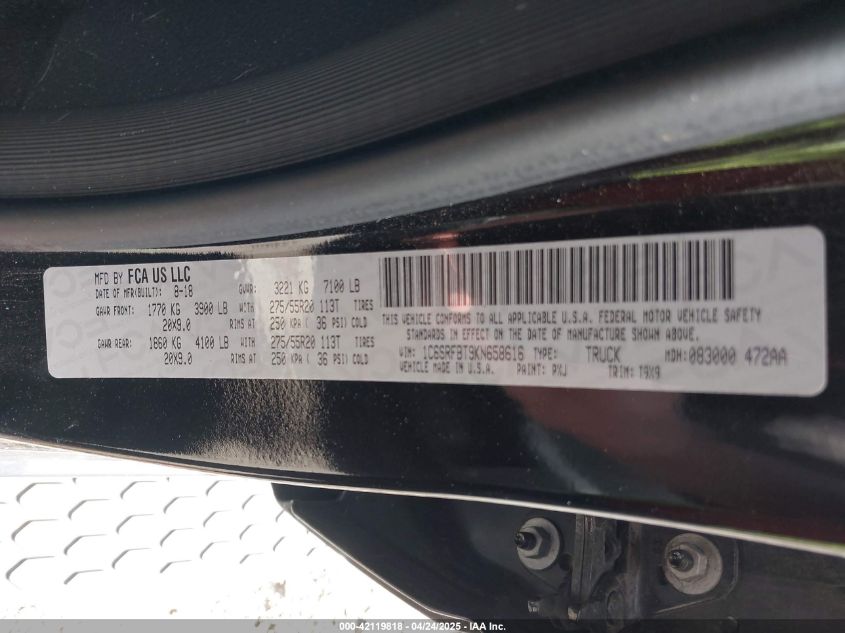 MFD BY FCA US LLC
DATE OF MFR(BUILT): 8-18 GVWR: 3221 KG 7100 LB
GAWR FRONT: 1770 KG 3900 LB WITH 275/55R20 113T TIRES
20X9.0 RIMS AT 250 KPA ( 36 PSI) COLD
GAWR REAR: 1860 KG 4100 LB WITH 275/55R20 113T TIRES
20X9.0 RIMS AT 250 KPA ( 36 PSI) COLD
THIS VEHICLE CONFORMS TO ALL APPLICABLE U.S.A. FEDERAL MOTOR VEHICLE SAFETY
STANDARDS IN EFFECT ON THE DATE OF MANUFACTURE SHOWN ABOVE.
VIN: 1C6SRFBT9KN658616 TYPE: TRUCK MDH: 083000 472AA
VEHICLE MADE IN U.S.A. PAINT: PXJ TRIM: T9X9
000-42119818 - 04/24/2025 - IAA, Inc.